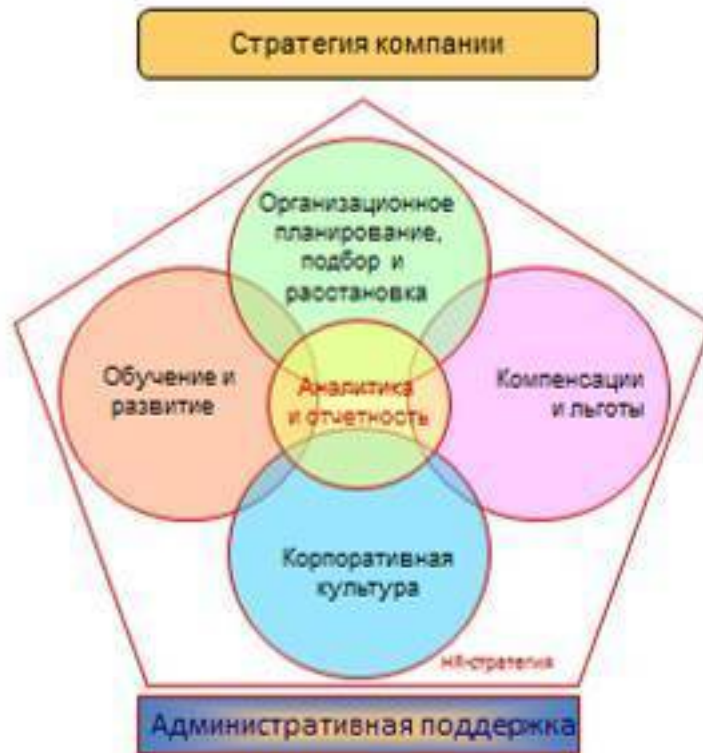 Стратегия компании
Организационное
планирование,
подбор и
расстановка
Обучение и
развитие
Аналитика
и отчетность
Компенсации
и льготы
Корпоративная
культура
HR-стратегия
Административная поддержка